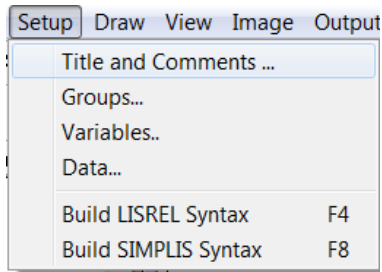 Setup Draw View Image Output
Title and Comments ...
Groups...
Variables..
Data...
Build LISREL Syntax F4
Build SIMPLIS Syntax F8